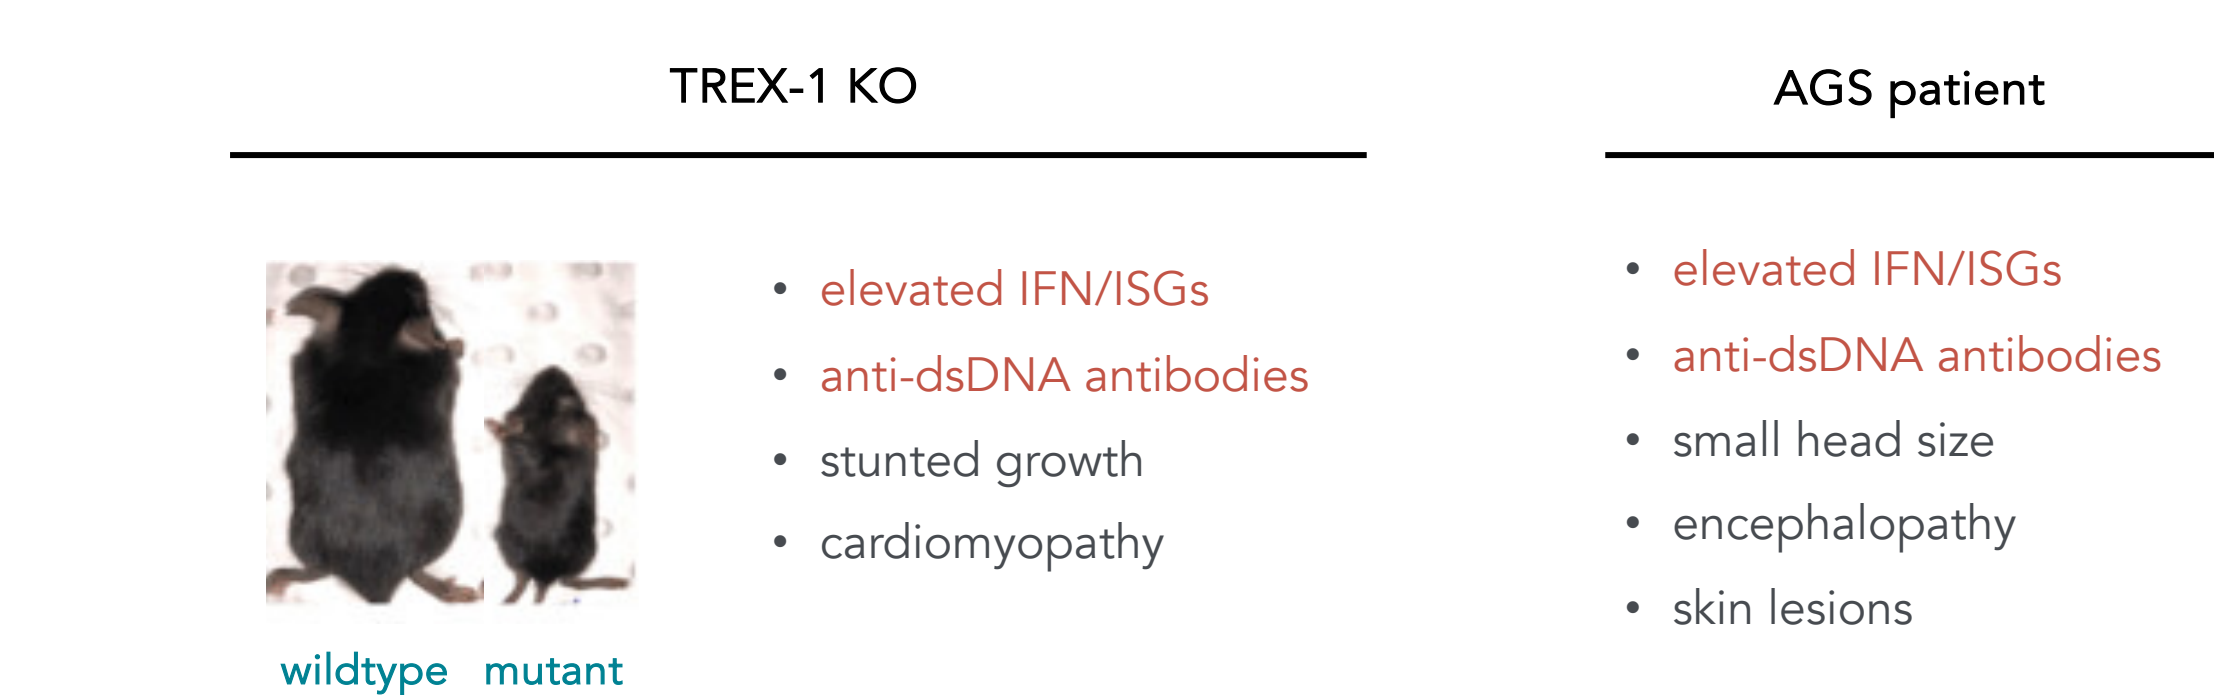 TREX-1 KO
• elevated IFN/ISGs
• anti-dsDNA antibodies
• stunted growth
• cardiomyopathy
wildtype
mutant
AGS patient
• elevated IFN/ISGs
• anti-dsDNA antibodies
• small head size
• encephalopathy
• skin lesions